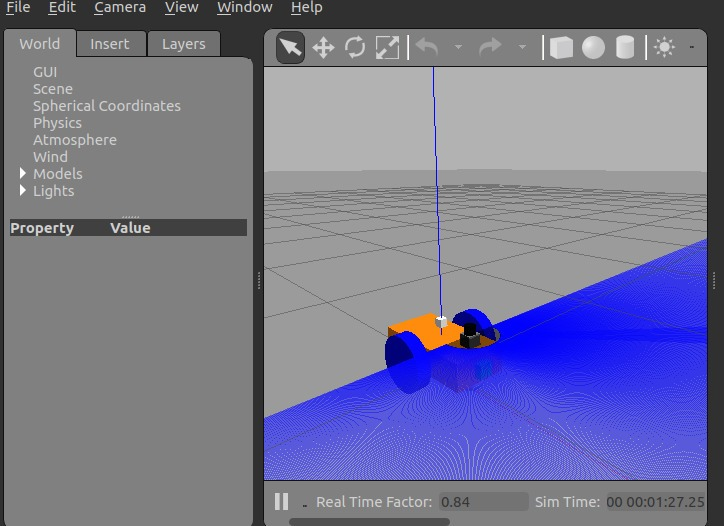 File Edit Camera View Window Help
World Insert Layers
GUI
Scene
Spherical Coordinates
Physics
Atmosphere
Wind
Models
Lights
Property Value
Real Time Factor: 0.84 Sim Time: 00 00:01:27.25